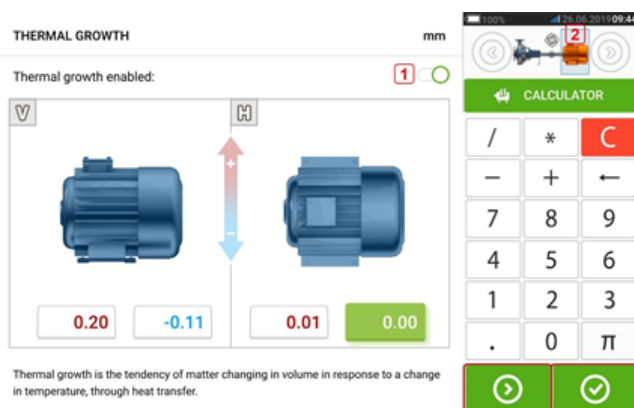 THERMAL GROWTH
mm
Thermal growth enabled:
1
V
H
+
−
0.20
-0.11
0.01
0.00
Thermal growth is the tendency of matter changing in volume in response to a change
in temperature, through heat transfer.
100%
26.06.2019 09:44
2
CALCULATOR
/ * C
− + ←
7 8 9
4 5 6
1 2 3
. 0 π